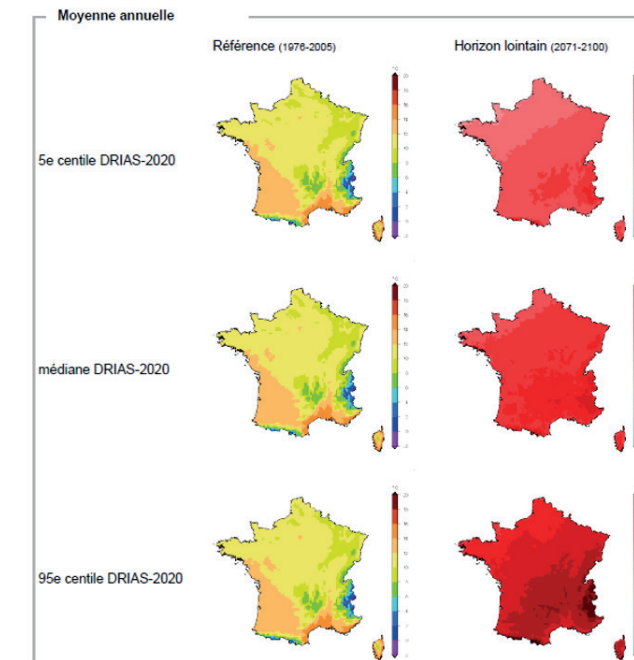 Moyenne annuelle
Référence (1976-2005)
Horizon lointain (2071-2100)
5e centile DRIAS-2020
médiane DRIAS-2020
95e centile DRIAS-2020